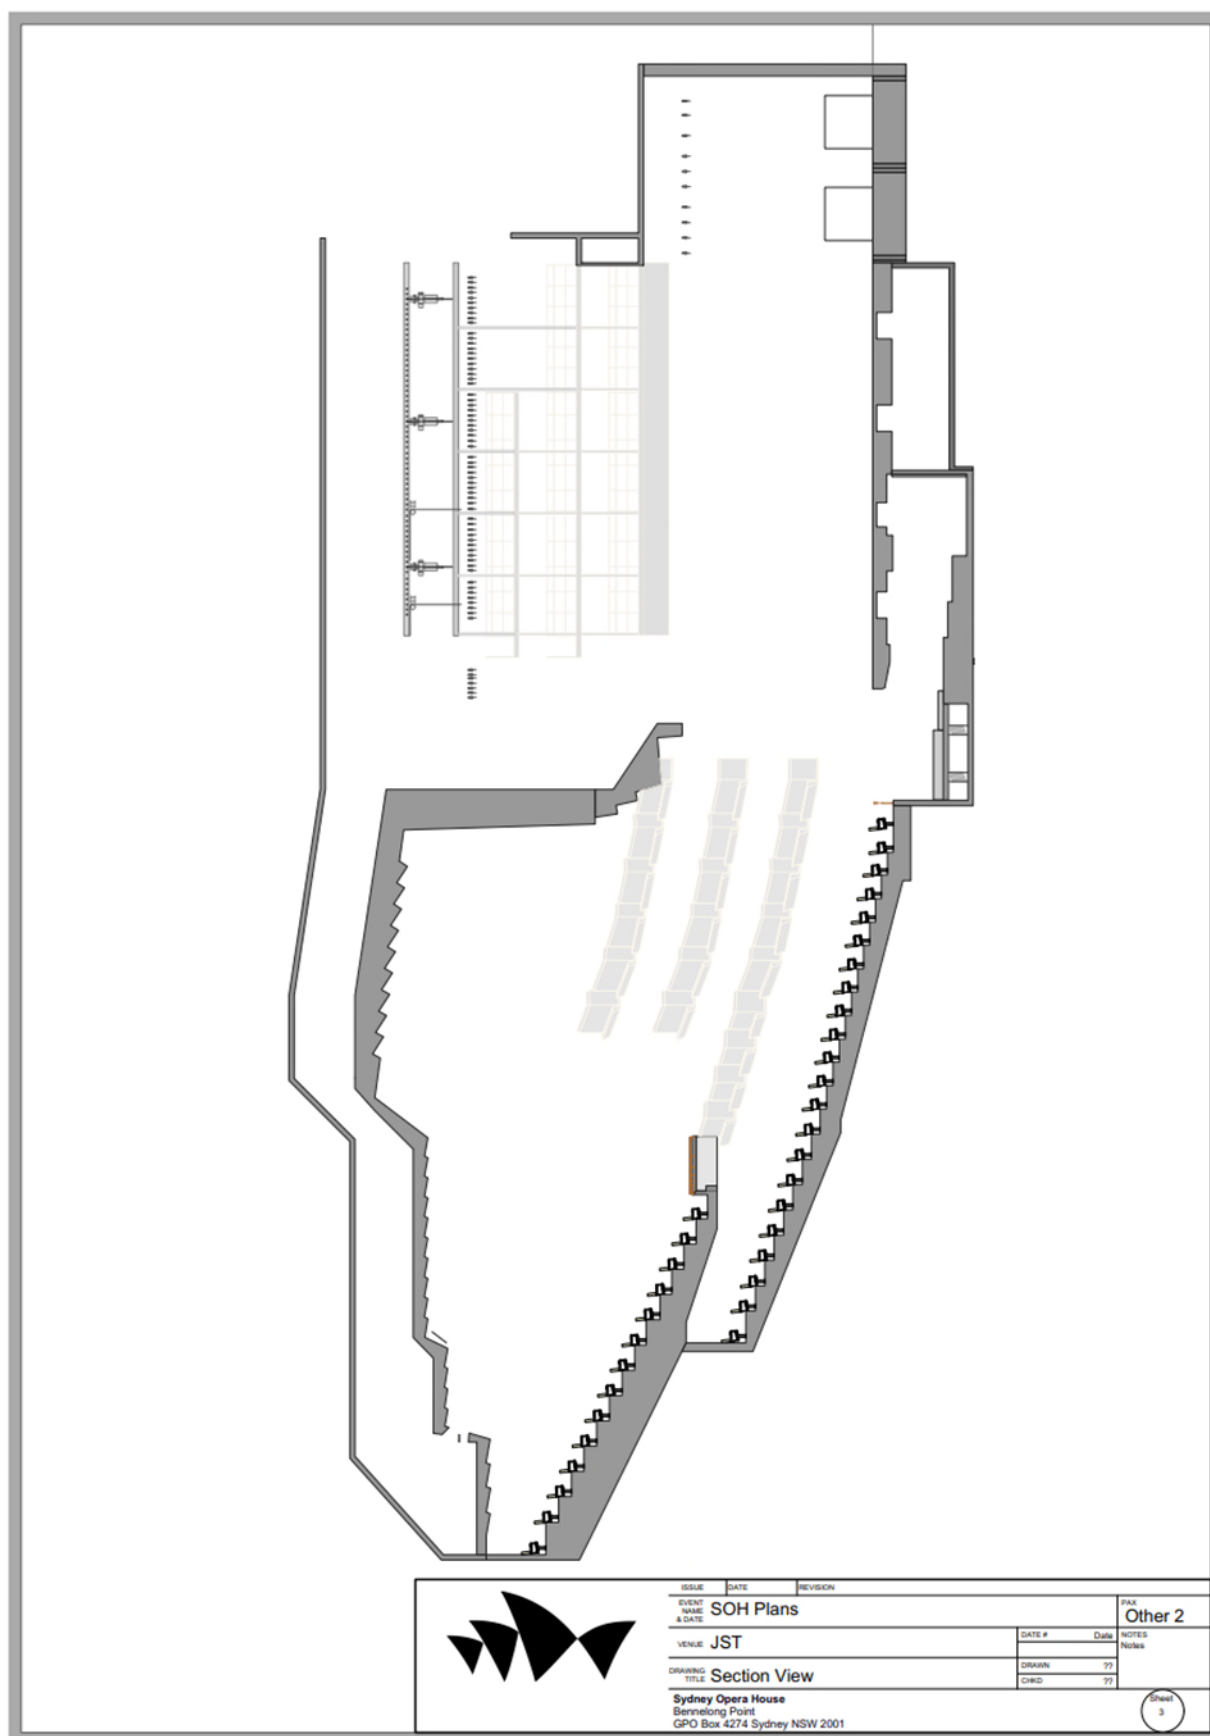 ISSUE DATE REVISION
EVENT NAME & DATE SOH Plans
PAX
Other 2
VENUE JST
DATE # Date
NOTES
Notes
DRAWING TITLE Section View
DRAWN ??
CHKD ??
Sydney Opera House
Bennelong Point
GPO Box 4274 Sydney NSW 2001
Sheet
3